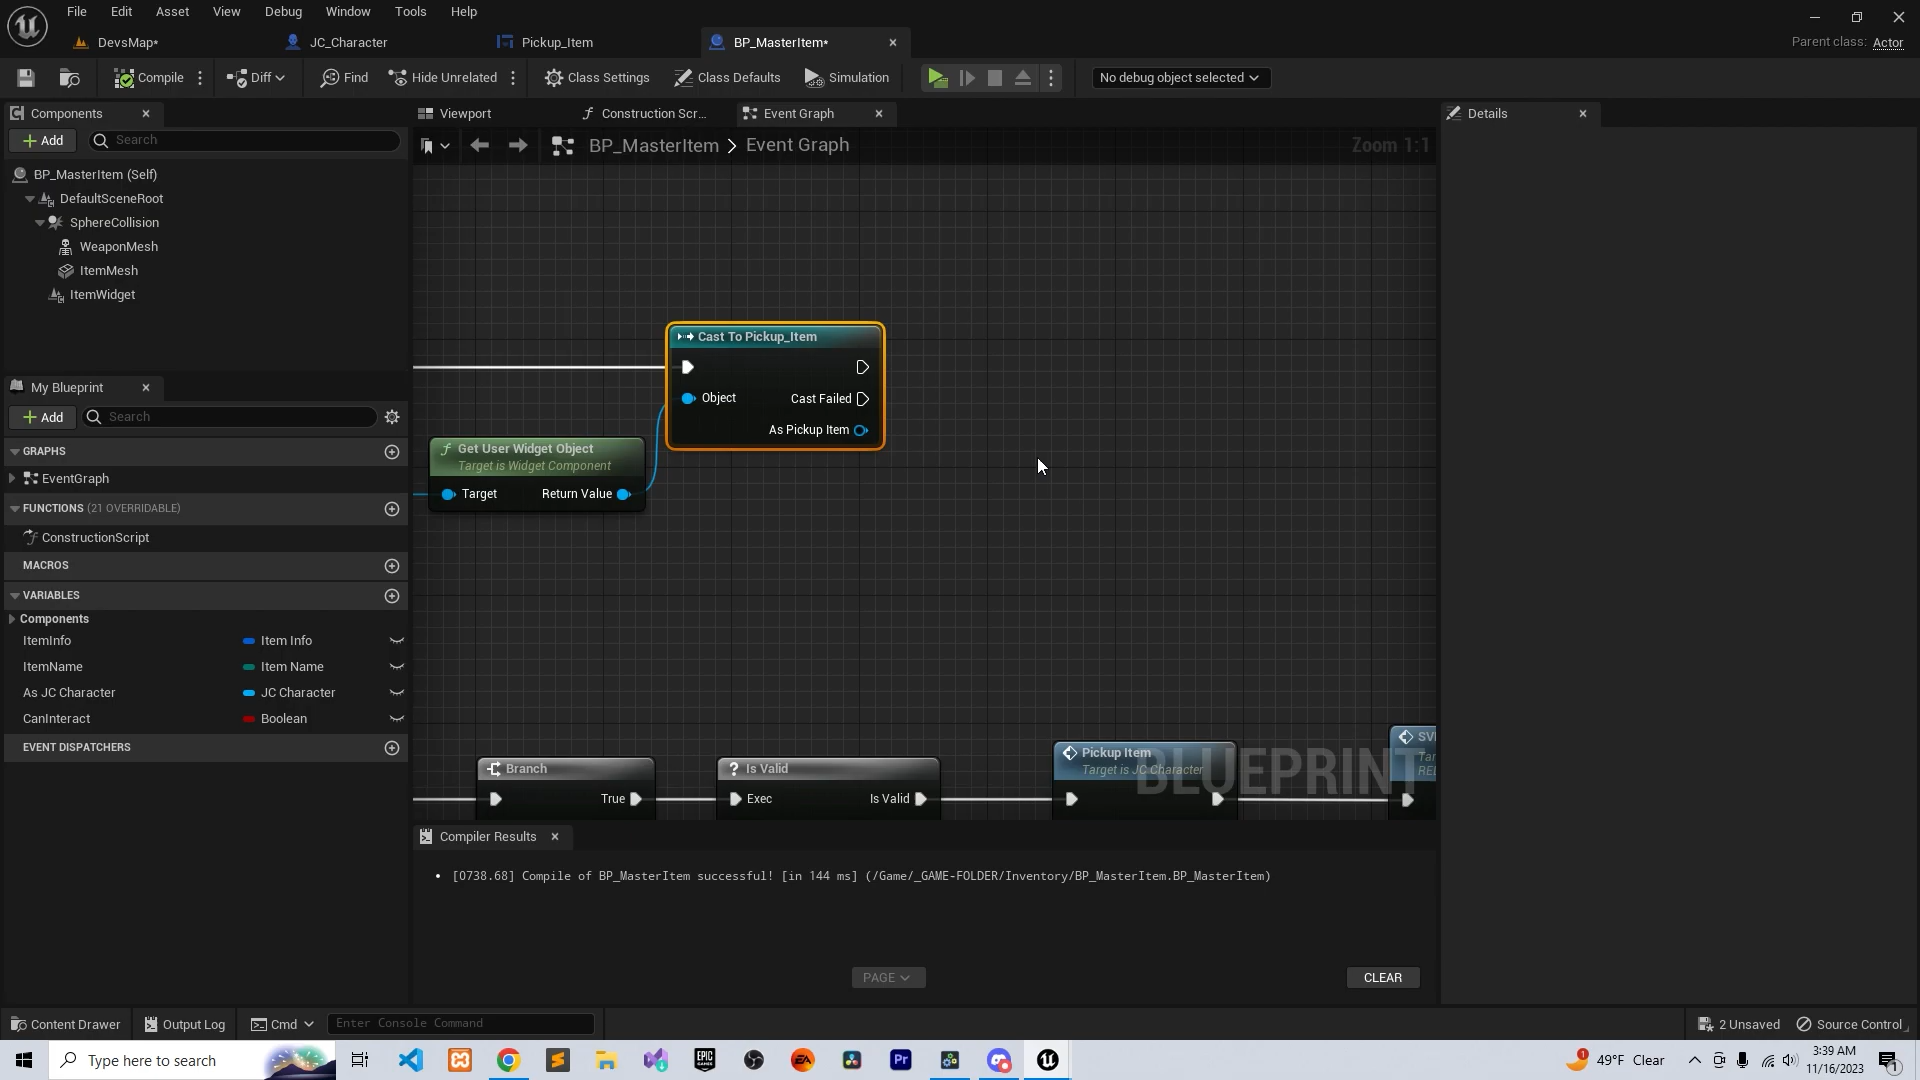 File Edit Asset View Debug Window Tools Help
DevsMap* JC_Character Pickup_Item BP_MasterItem*
Parent class: Actor
Compile Diff Find Hide Unrelated Class Settings Class Defaults Simulation No debug object selected
Components
Viewport Construction Scr... Event Graph
Details
Add Search
BP_MasterItem > Event Graph
Zoom 1:1
BP_MasterItem (Self)
DefaultSceneRoot
SphereCollision
WeaponMesh
ItemMesh
ItemWidget
Cast To Pickup_Item
Object
Cast Failed
As Pickup Item
Get User Widget Object
Target is Widget Component
Target Return Value
My Blueprint
Add Search
GRAPHS
EventGraph
FUNCTIONS (21 OVERRIDABLE)
ConstructionScript
MACROS
VARIABLES
Components
ItemInfo Item Info
ItemName Item Name
As JC Character JC Character
CanInteract Boolean
EVENT DISPATCHERS
Branch
True
Is Valid
Exec Is Valid
Pickup Item
Target is JC Character
BLUEPRINT
Compiler Results
• [0738.68] Compile of BP_MasterItem successful! [in 144 ms] (/Game/_GAME-FOLDER/Inventory/BP_MasterItem.BP_MasterItem)
PAGE
CLEAR
Content Drawer Output Log Cmd Enter Console Command
2 Unsaved Source Control
Type here to search
EPIC GAMES
EA
Pr
1
49°F Clear
3:39 AM
11/16/2023
1